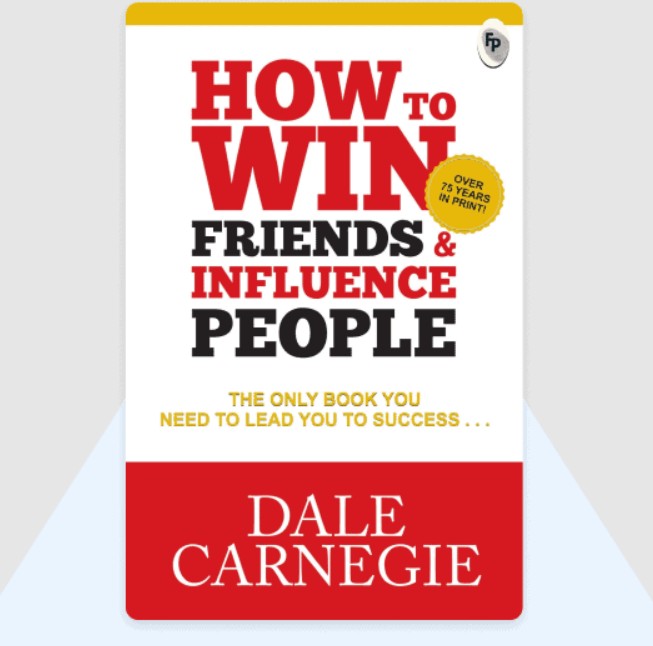 FP
HOW TO
WIN
OVER
75 YEARS
IN PRINT!
FRIENDS &
INFLUENCE
PEOPLE
THE ONLY BOOK YOU
NEED TO LEAD YOU TO SUCCESS . . .
DALE
CARNEGIE